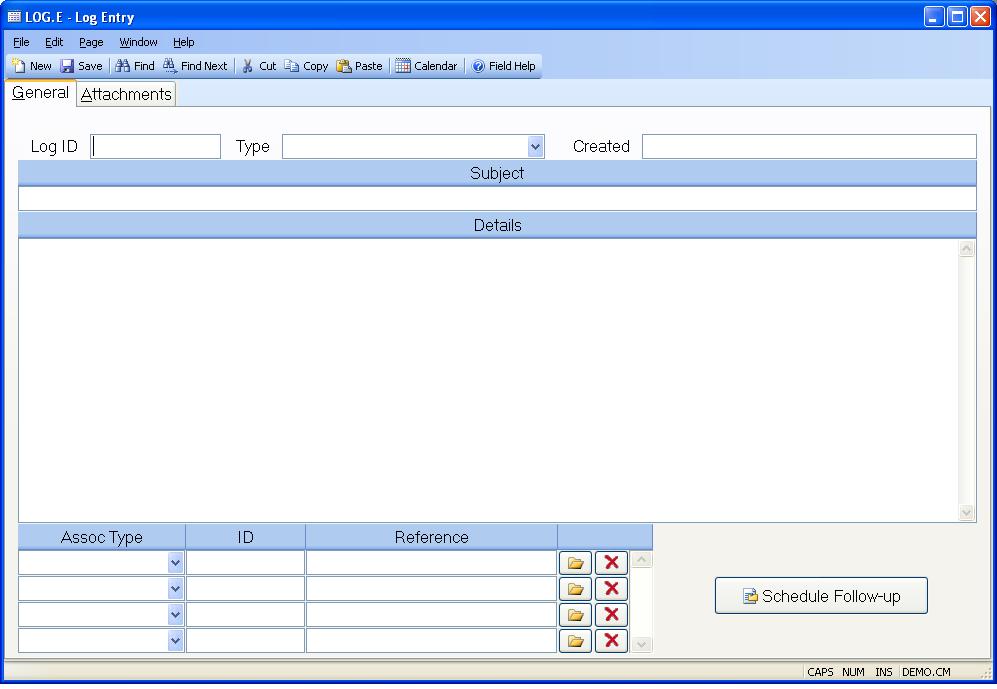 LOG.E - Log Entry
File Edit Page Window Help
New Save Find Find Next Cut Copy Paste Calendar Field Help
General Attachments
Log ID Type Created
Subject
Details
Assoc Type ID Reference
Schedule Follow-up
CAPS NUM INS DEMO.CM